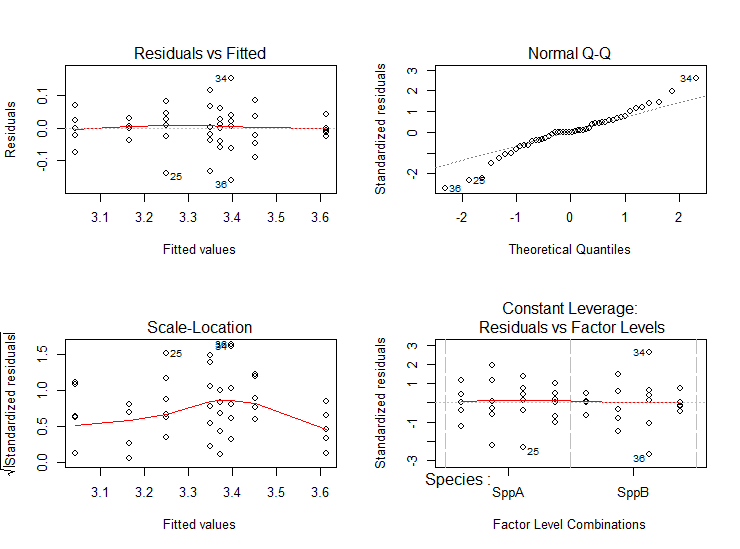 Residuals vs Fitted
Residuals
-0.1 0.0 0.1
34
25
36
3.1 3.2 3.3 3.4 3.5 3.6
Fitted values
Normal Q-Q
Standardized residuals
-2 0 1 2 3
34
36 25
-2 -1 0 1 2
Theoretical Quantiles
Scale-Location
√|Standardized residuals|
0.0 0.5 1.0 1.5
25
36
34
3.1 3.2 3.3 3.4 3.5 3.6
Fitted values
Constant Leverage:
Residuals vs Factor Levels
Standardized residuals
-3 -1 1 2 3
34
25
36
Species :
SppA SppB
Factor Level Combinations